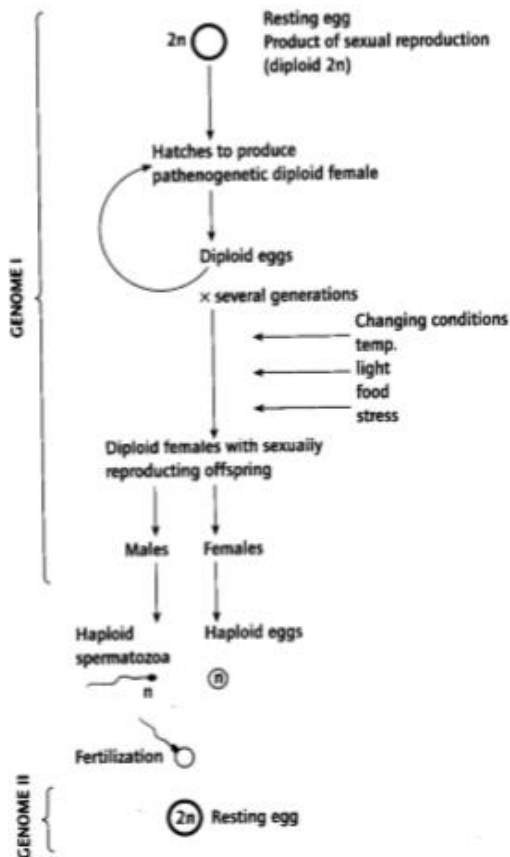 2n
Resting egg
Product of sexual reproduction
(diploid 2n)
Hatches to produce
pathenogenetic diploid female
Diploid eggs
× several generations
Changing conditions
temp.
light
food
stress
Diploid females with sexually
reproducting offspring
Males Females
Haploid
spermatozoa
Haploid eggs
n
n
Fertilization
2n Resting egg
GENOME I
GENOME II